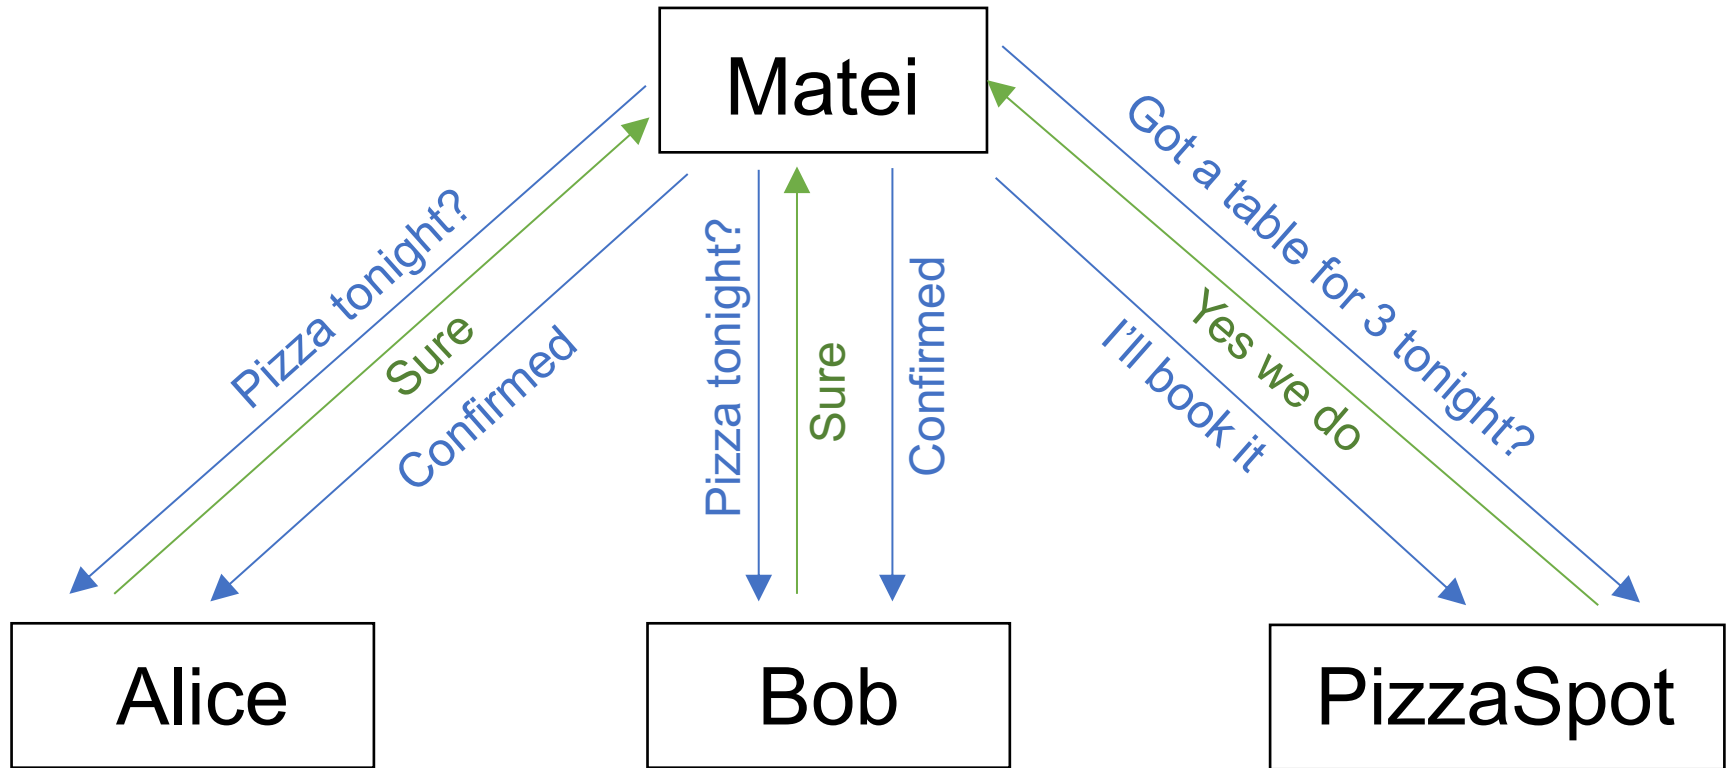 Matei
Pizza tonight?
Sure
Confirmed
Pizza tonight?
Sure
Confirmed
Got a table for 3 tonight?
Yes we do
I’ll book it
Alice
Bob
PizzaSpot